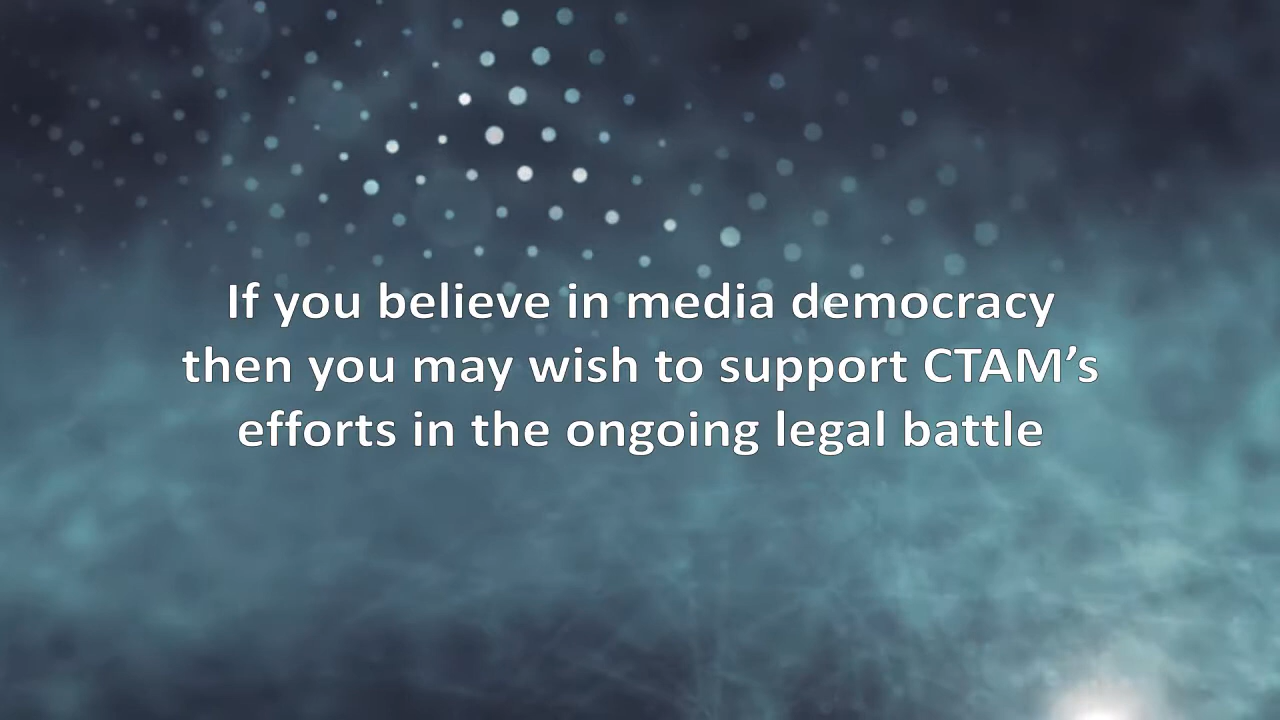 If you believe in media democracy
then you may wish to support CTAM’s
efforts in the ongoing legal battle